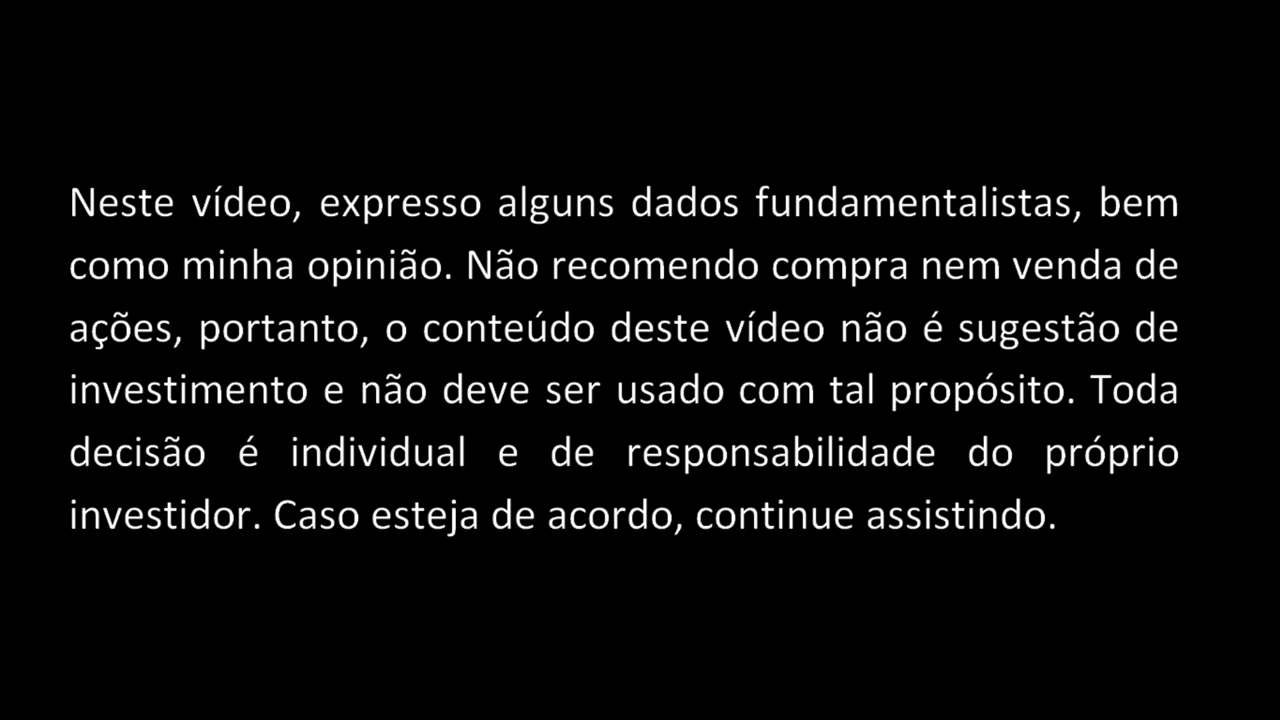 Neste vídeo, expresso alguns dados fundamentalistas, bem
como minha opinião. Não recomendo compra nem venda de
ações, portanto, o conteúdo deste vídeo não é sugestão de
investimento e não deve ser usado com tal propósito. Toda
decisão é individual e de responsabilidade do próprio
investidor. Caso esteja de acordo, continue assistindo.